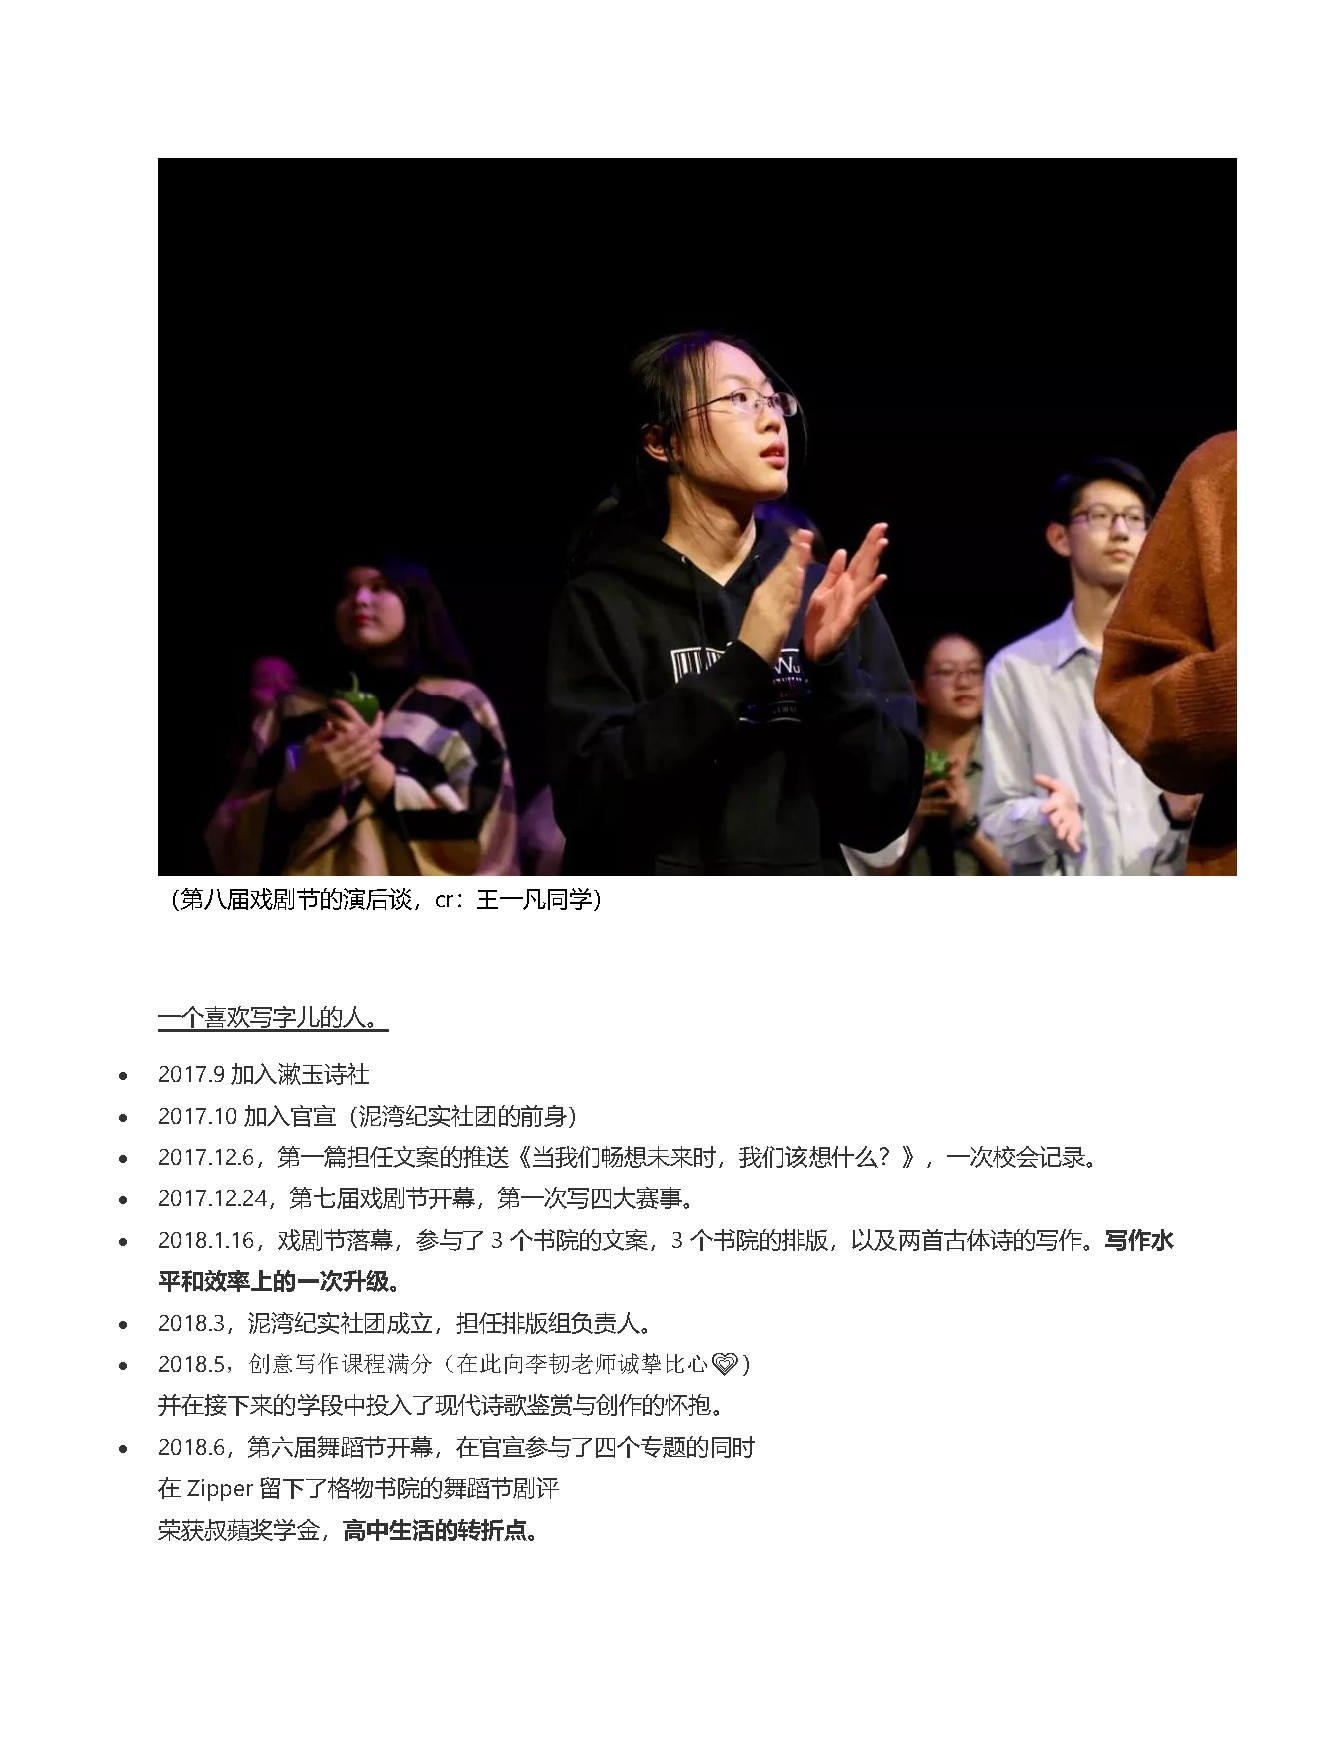 （第八届戏剧节的演后谈，cr：王一凡同学）
一个喜欢写字儿的人。
• 2017.9 加入漱玉诗社
• 2017.10 加入官宣（泥湾纪实社团的前身）
• 2017.12.6，第一篇担任文案的推送《当我们畅想未来时，我们该想什么？》，一次校会记录。
• 2017.12.24，第七届戏剧节开幕，第一次写四大赛事。
• 2018.1.16，戏剧节落幕，参与了 3 个书院的文案，3 个书院的排版，以及两首古体诗的写作。写作水
平和效率上的一次升级。
• 2018.3，泥湾纪实社团成立，担任排版组负责人。
• 2018.5，创意写作课程满分（在此向李韧老师诚挚比心💗）
并在接下来的学段中投入了现代诗歌鉴赏与创作的怀抱。
• 2018.6，第六届舞蹈节开幕，在官宣参与了四个专题的同时
在 Zipper 留下了格物书院的舞蹈节剧评
荣获叔蘋奖学金，高中生活的转折点。